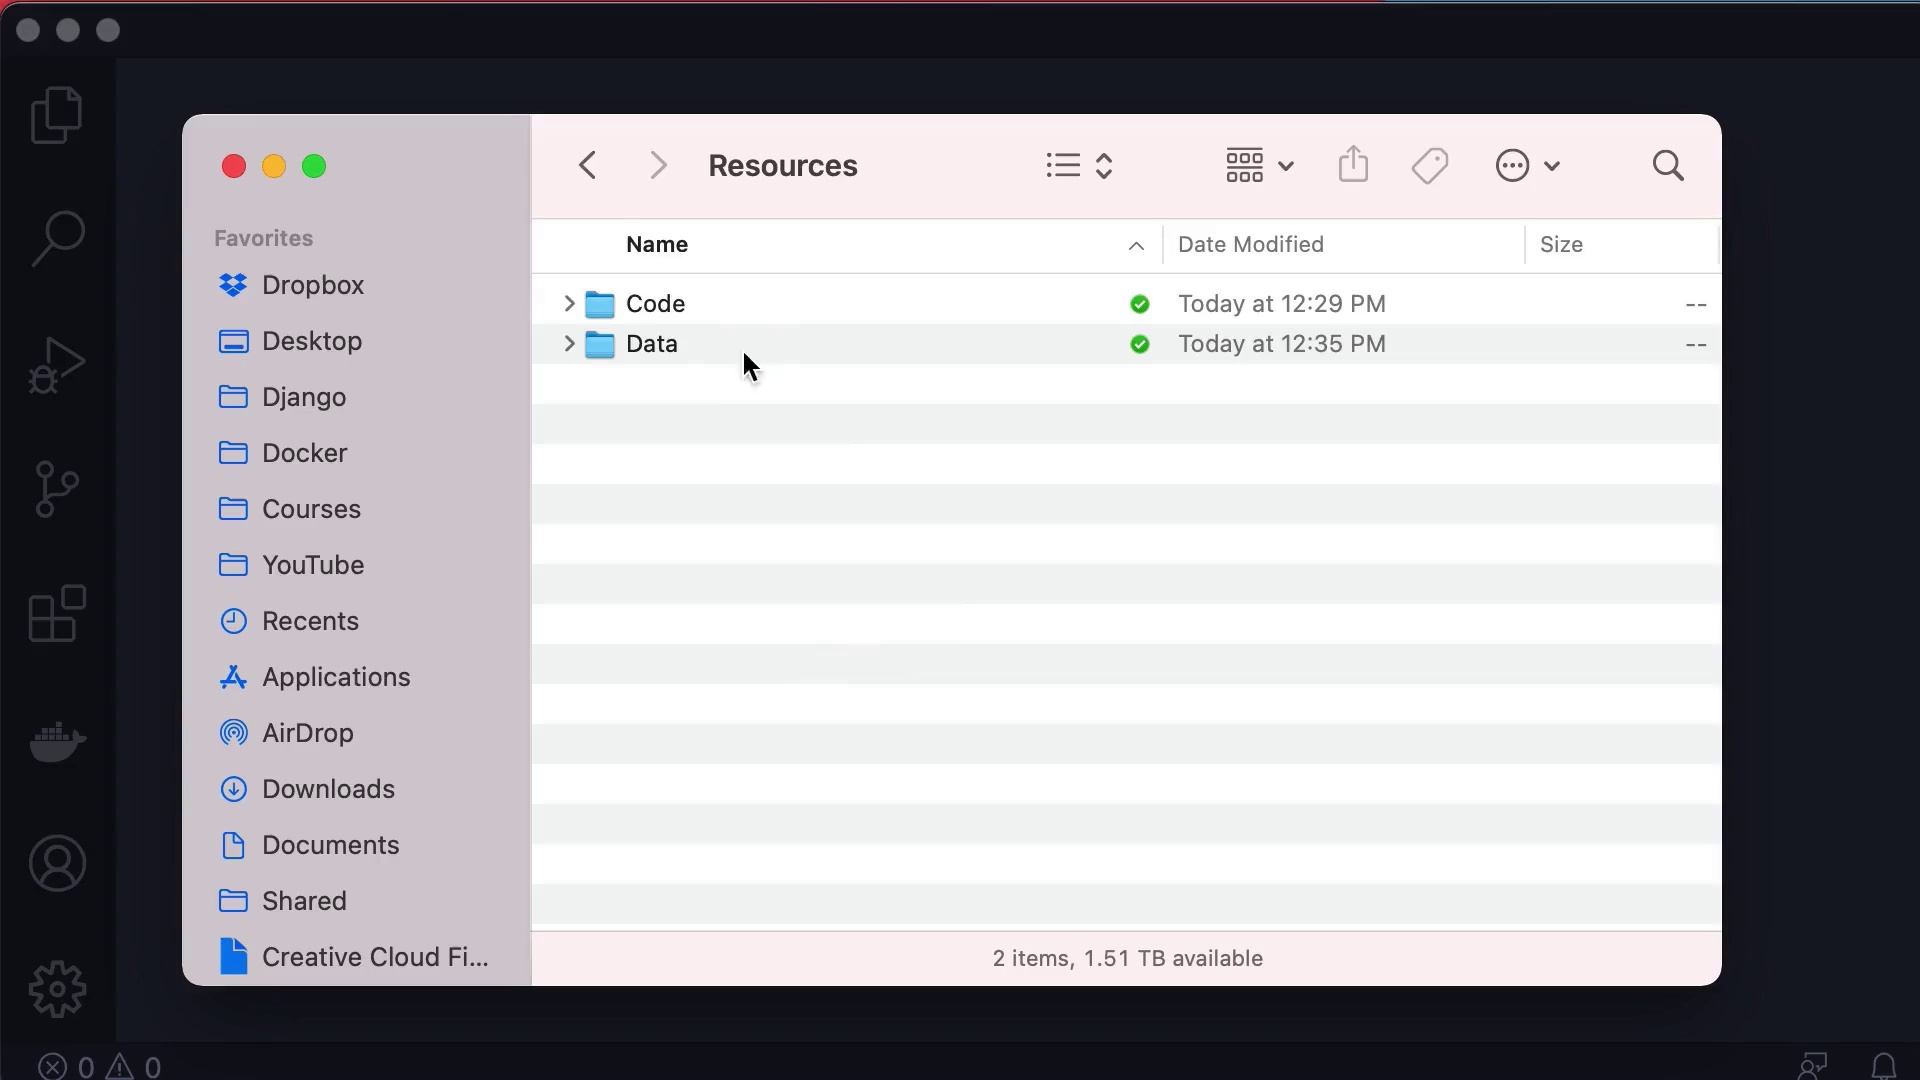 Resources
Favorites
Dropbox
Desktop
Django
Docker
Courses
YouTube
Recents
Applications
AirDrop
Downloads
Documents
Shared
Creative Cloud Fi...
Name Date Modified Size
Code Today at 12:29 PM --
Data Today at 12:35 PM --
2 items, 1.51 TB available
0 0